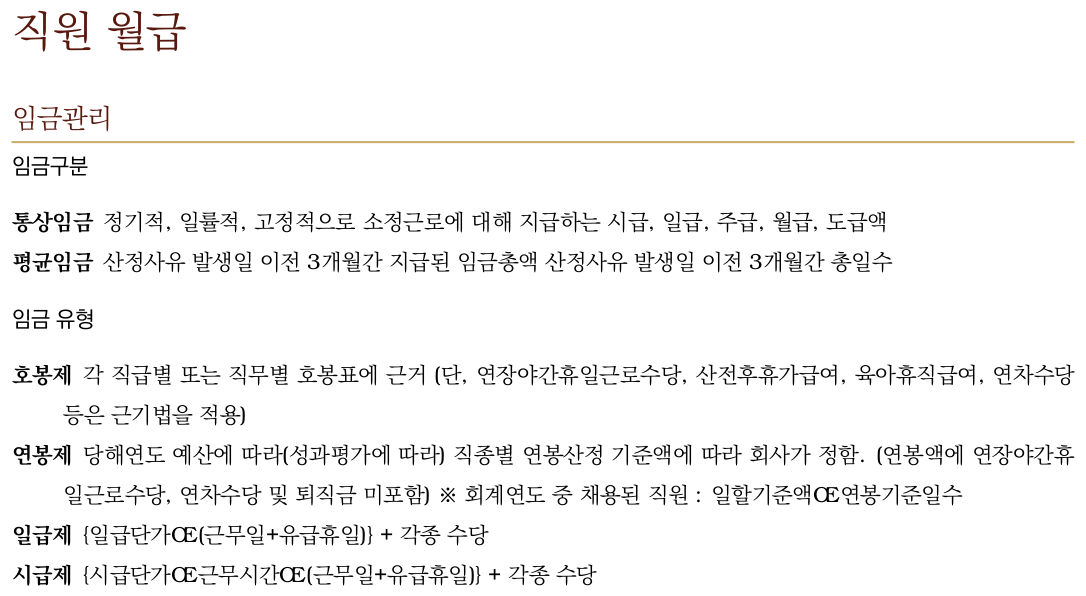 직원 월급
임금관리
임금구분
통상임금 정기적, 일률적, 고정적으로 소정근로에 대해 지급하는 시급, 일급, 주급, 월급, 도급액
평균임금 산정사유 발생일 이전 3개월간 지급된 임금총액 산정사유 발생일 이전 3개월간 총일수
임금 유형
호봉제 각 직급별 또는 직무별 호봉표에 근거 (단, 연장야간휴일근로수당, 산전후휴가급여, 육아휴직급여, 연차수당
등은 근기법을 적용)
연봉제 당해연도 예산에 따라(성과평가에 따라) 직종별 연봉산정 기준액에 따라 회사가 정함. (연봉액에 연장야간휴
일근로수당, 연차수당 및 퇴직금 미포함) ※ 회계연도 중 채용된 직원 : 일할기준액Œ연봉기준일수
일급제 {일급단가Œ(근무일+유급휴일)} + 각종 수당
시급제 {시급단가Œ근무시간Œ(근무일+유급휴일)} + 각종 수당